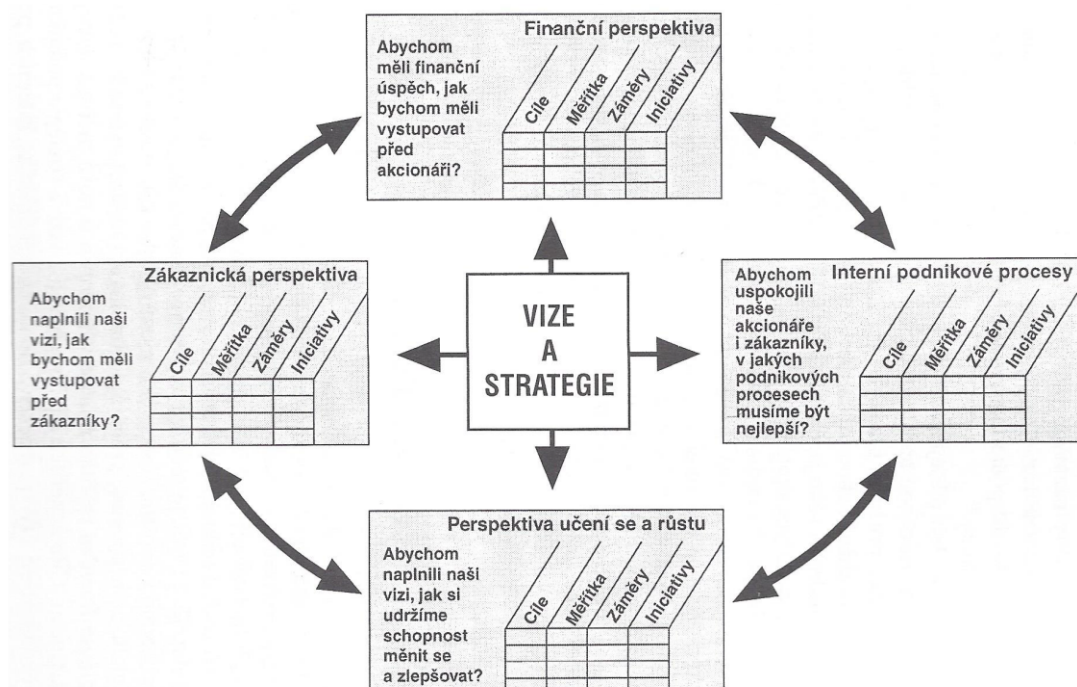 Finanční perspektiva
Abychom
měli finanční
úspěch, jak
bychom měli
vystupovat
před
akcionáři?
Cíle
Měřítka
Záměry
Iniciativy
Zákaznická perspektiva
Abychom
naplnili naši
vizi, jak
bychom měli
vystupovat
před
zákazníky?
Cíle
Měřítka
Záměry
Iniciativy
VIZE
A
STRATEGIE
Interní podnikové procesy
Abychom
uspokojili
naše
akcionáře
i zákazníky,
v jakých
podnikových
procesech
musíme být
nejlepší?
Cíle
Měřítka
Záměry
Iniciativy
Perspektiva učení se a růstu
Abychom
naplnili naši
vizi, jak si
udržíme
schopnost
měnit se
a zlepšovat?
Cíle
Měřítka
Záměry
Iniciativy